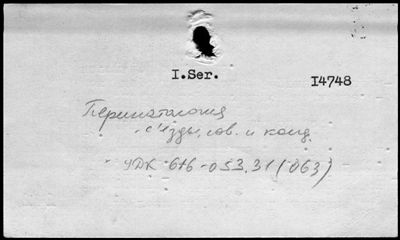 I.Ser.
I4748
Перинатология
- съезды, сов. и конф.
УДК 616-053.31(063)